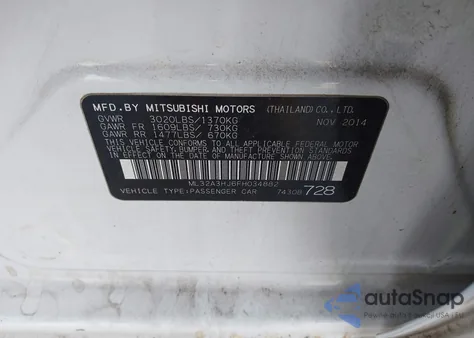 MFD.BY MITSUBISHI MOTORS (THAILAND)CO.,LTD.
GVWR 3020LBS/1370KG NOV 2014
GAWR FR 1609LBS/ 730KG
GAWR RR 1477LBS/ 670KG
THIS VEHICLE CONFORMS TO ALL APPLICABLE FEDERAL MOTOR
VEHICLE SAFETY, BUMPER, AND THEFT PREVENTION STANDARDS IN
EFFECT ON THE DATE OF MANUFACTURE SHOWN ABOVE.
ML32A3HJ6FH034882
VEHICLE TYPE:PASSENGER CAR 74308 728
autoSnap